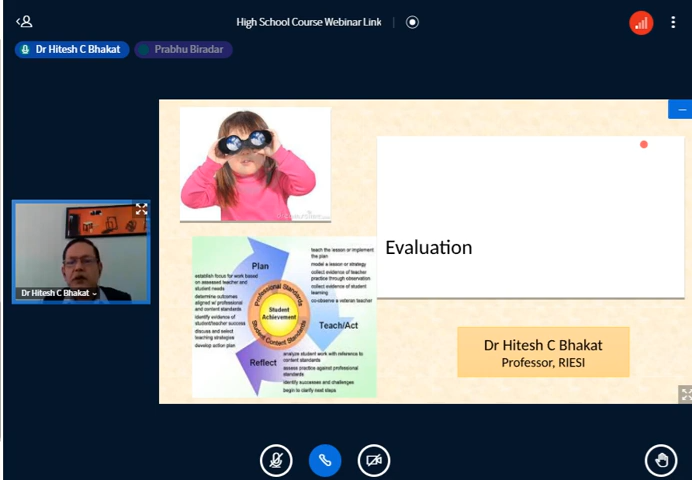 High School Course Webinar Link
Dr Hitesh C Bhakat
Prabhu Biradar
Dr Hitesh C Bhakat
Evaluation
Dr Hitesh C Bhakat
Professor, RIESI
Plan
establish focus for work based
on assessed teacher and
student needs
determine outcomes
aligned w/ professional
and content standards
identify evidence of
student/teacher success
discuss and select
teaching strategies
develop action plan
teach the lesson or implement
the plan
model a lesson or strategy
collect evidence of teacher
practice through observation
collect evidence of student
learning
co-observe a veteran teacher
Professional Standards
Student
Achievement
Student Content Standards
Teach/Act
Reflect
analyze student work with reference to
content standards
assess practice against professional
standards
identify successes and challenges
begin to clarify next steps